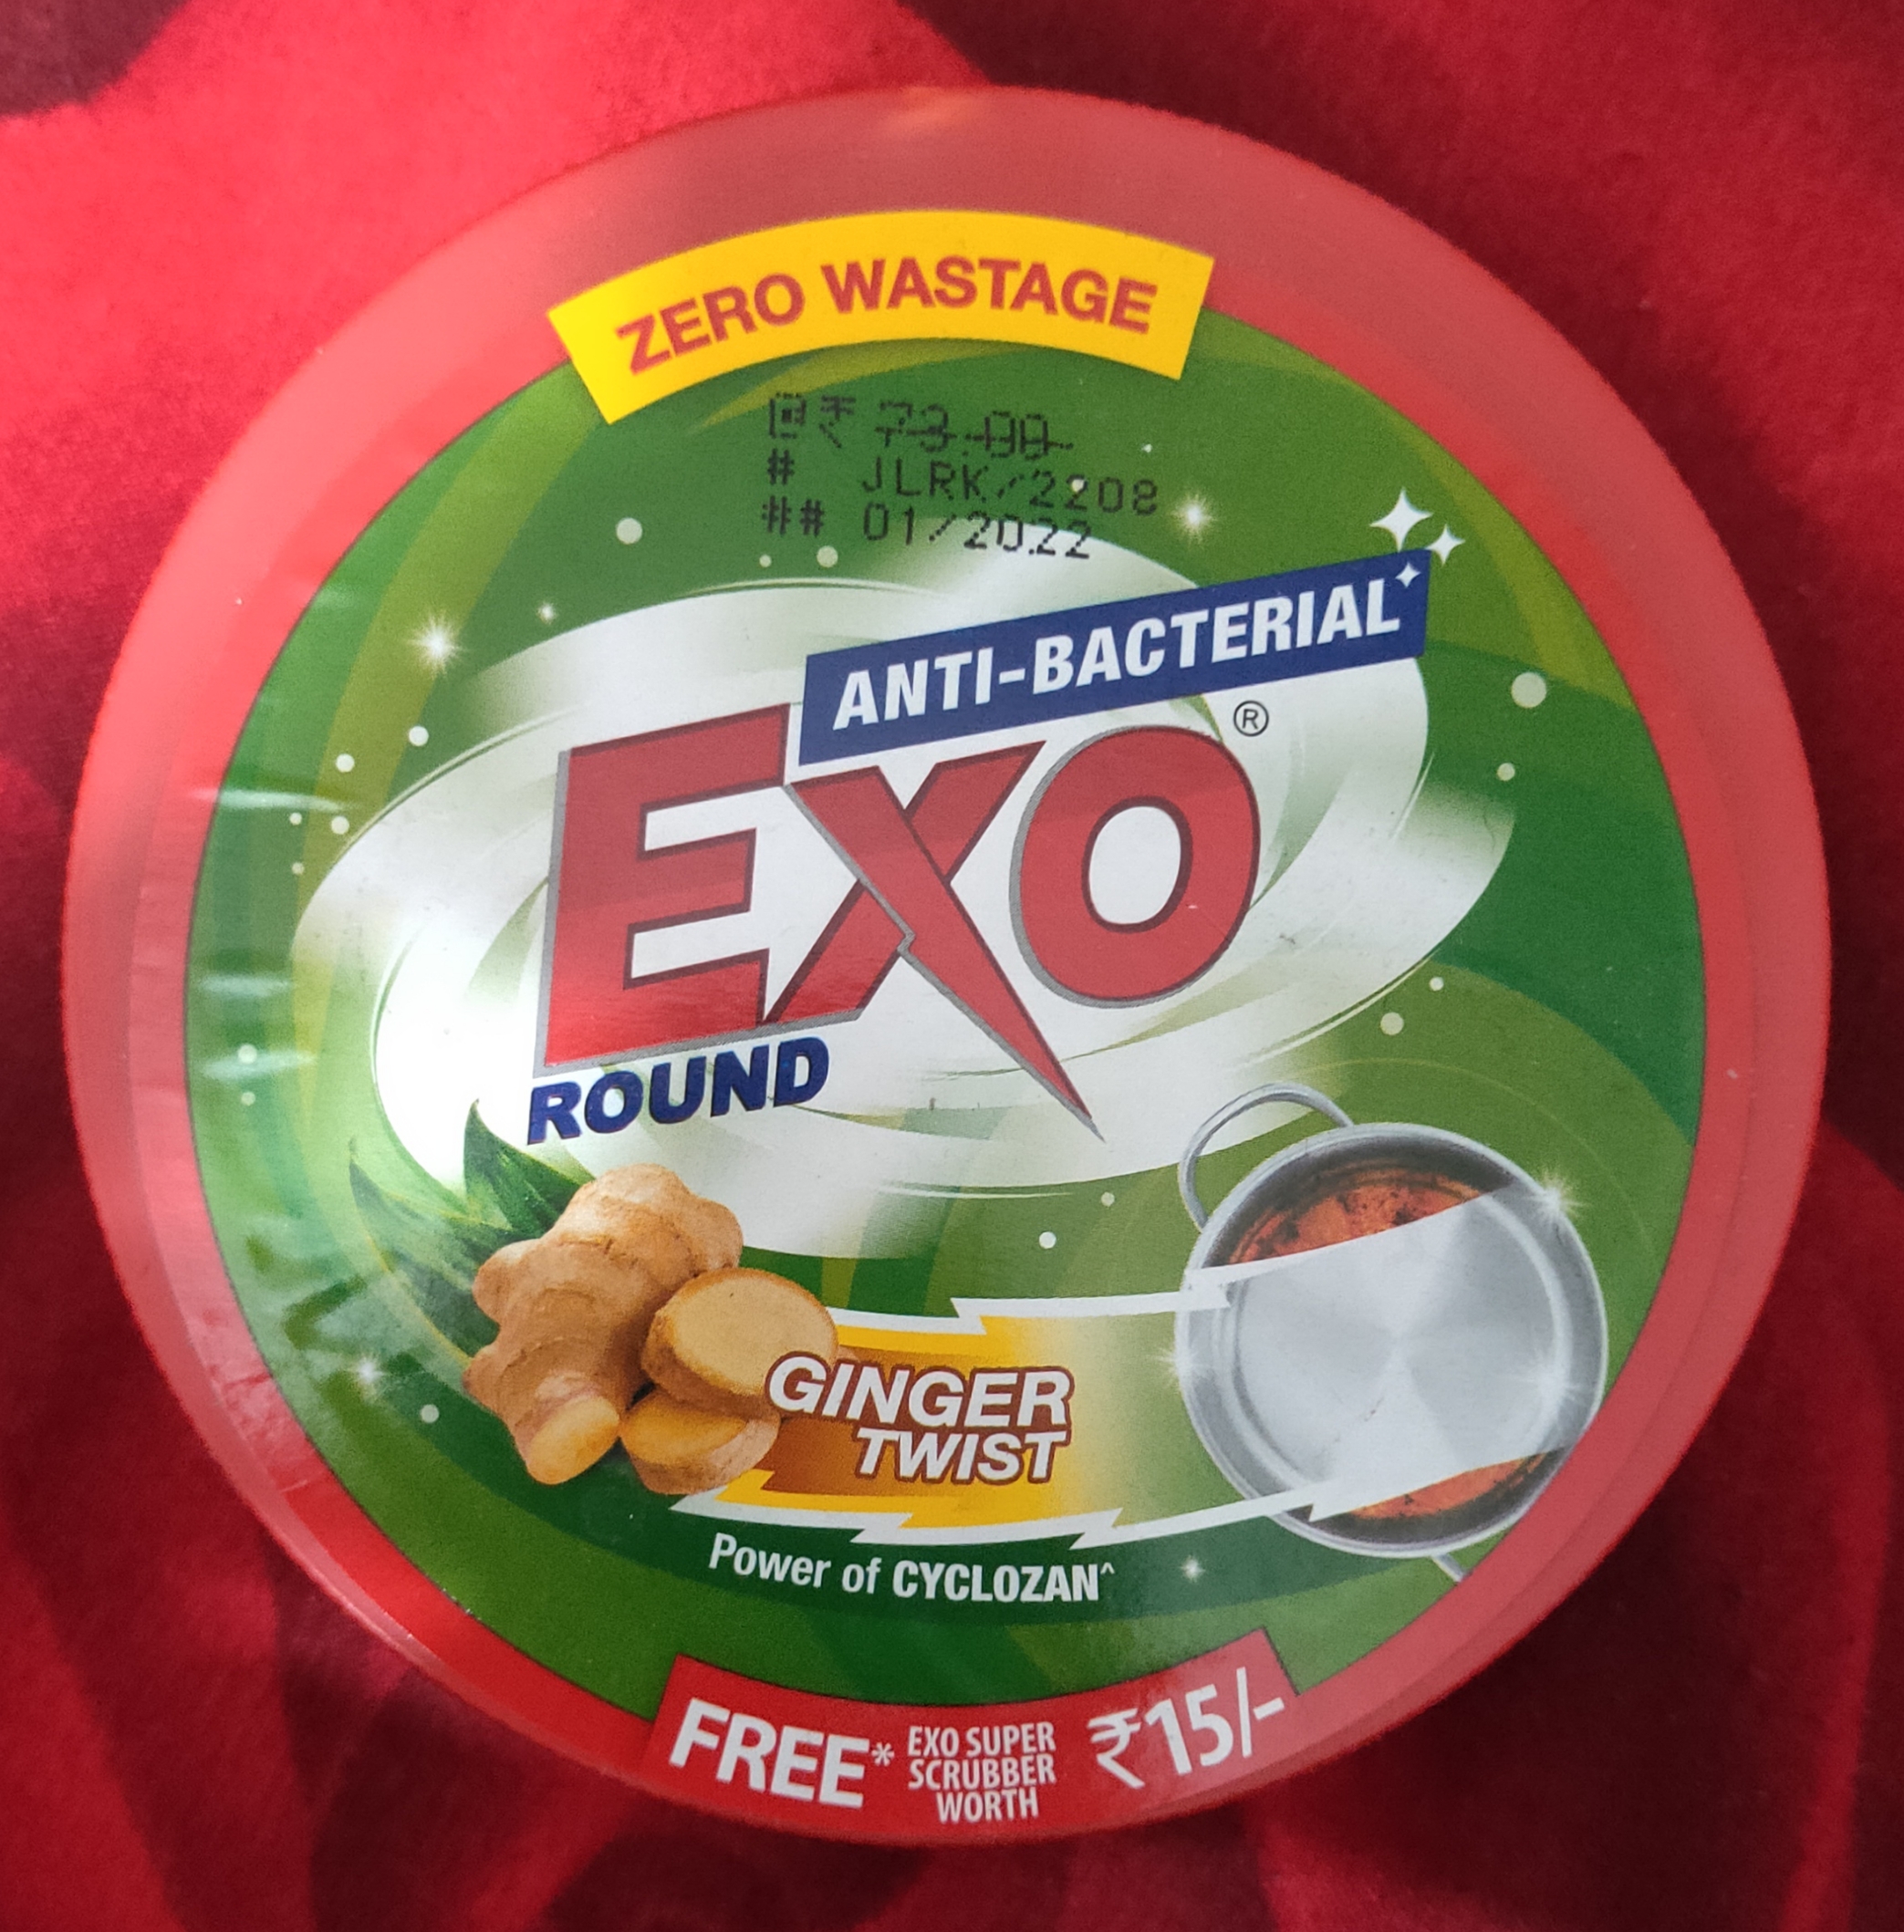 ZERO WASTAGE
@₹ 73.00
# JLRK/2208
## 01/2022
ANTI-BACTERIAL
EXO®
ROUND
GINGER
TWIST
Power of CYCLOZAN^
FREE* EXO SUPER
SCRUBBER
WORTH ₹15/-